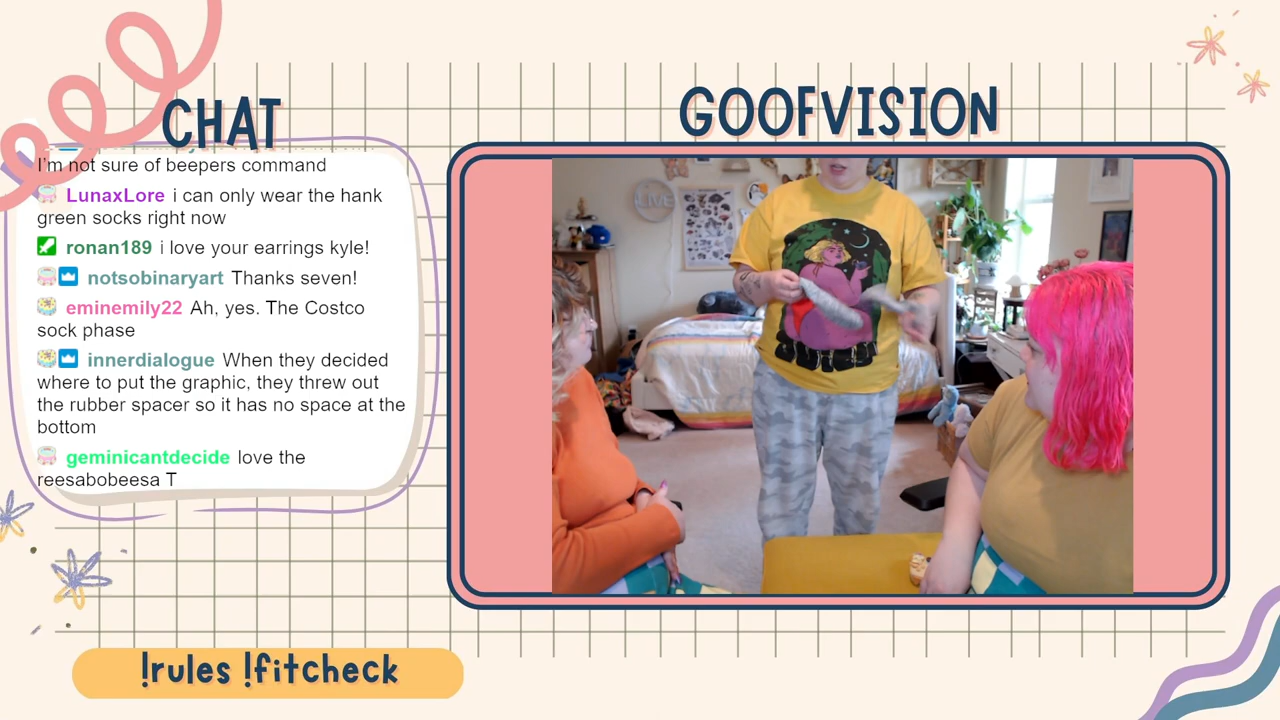 CHAT
GOOFVISION
I'm not sure of beepers command
LunaxLore i can only wear the hank
green socks right now
ronan189 i love your earrings kyle!
notsobinaryart Thanks seven!
eminemily22 Ah, yes. The Costco
sock phase
innerdialogue When they decided
where to put the graphic, they threw out
the rubber spacer so it has no space at the
bottom
geminicantdecide love the
reesabobeesa T
LIVE
!rules !fitcheck